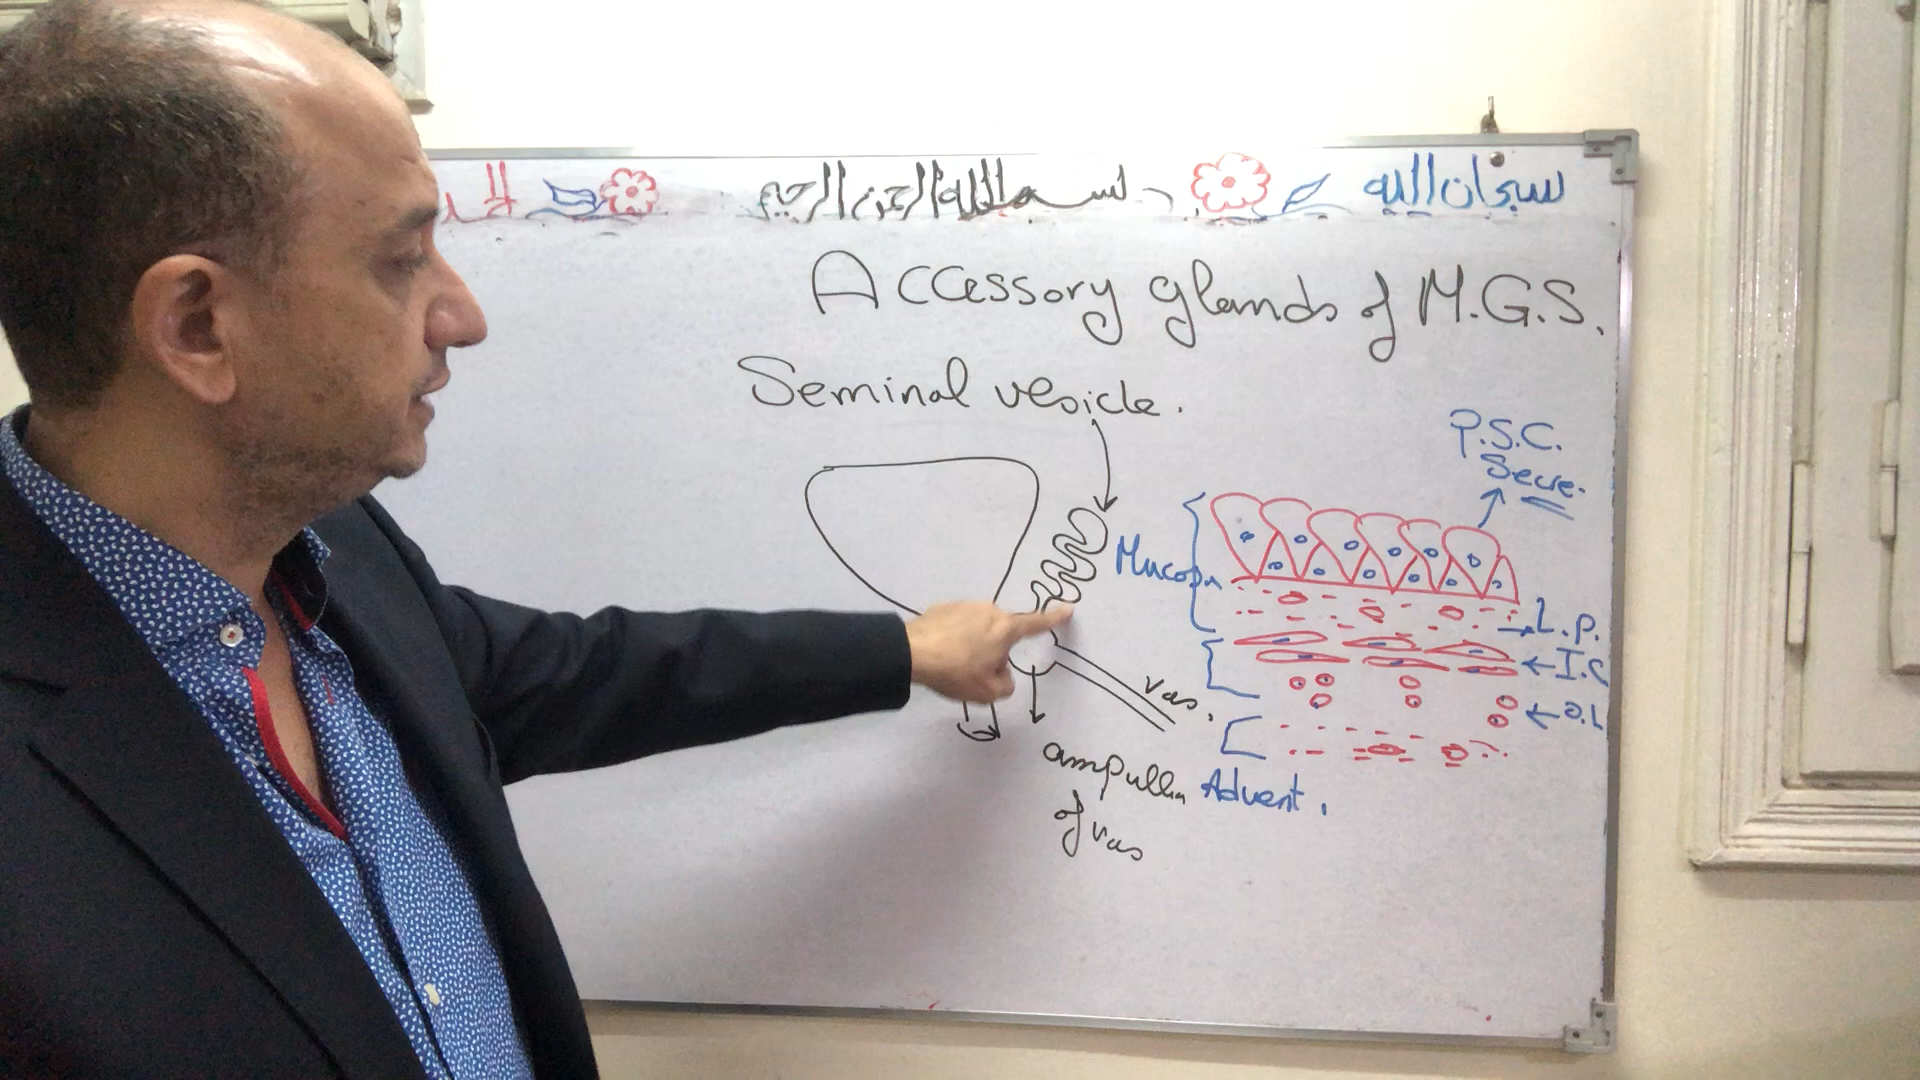 سبحان الله
بسم الله الرحمن الرحيم
Accessory glands of M.G.S.
Seminal vesicle.
P.S.C.
Secre.
Mucosa
L.P.
I.C
O.L
Vas.
ampulla
of vas
Advent.